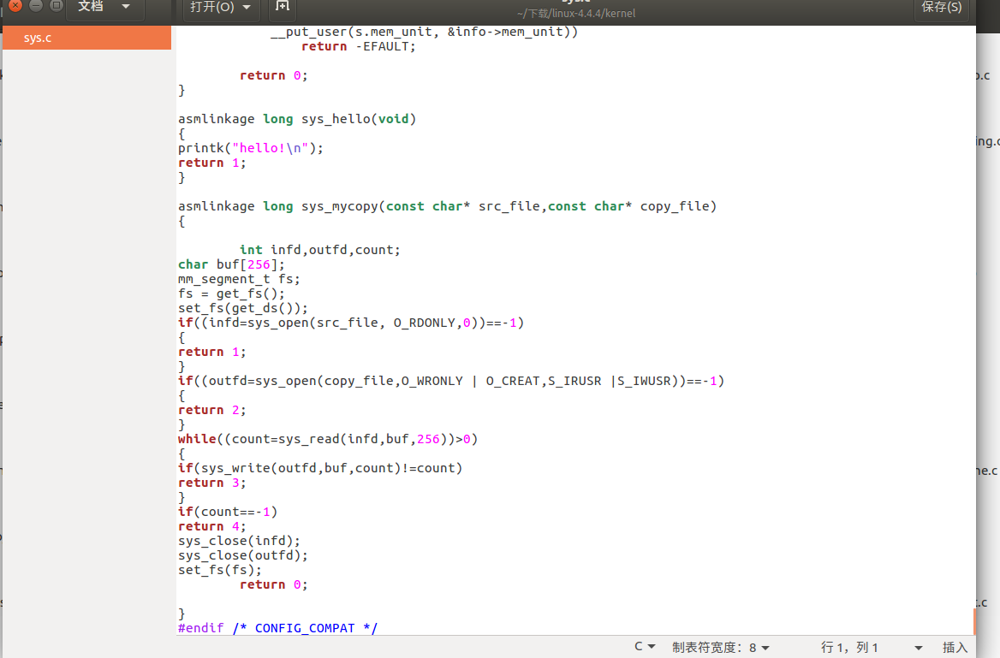 文档
打开(O)
sys.c
~/下载/linux-4.4.4/kernel
保存(S)
sys.c
__put_user(s.mem_unit, &info->mem_unit))
return -EFAULT;
return 0;
}
asmlinkage long sys_hello(void)
{
printk("hello!\n");
return 1;
}
asmlinkage long sys_mycopy(const char* src_file,const char* copy_file)
{
int infd,outfd,count;
char buf[256];
mm_segment_t fs;
fs = get_fs();
set_fs(get_ds());
if((infd=sys_open(src_file, O_RDONLY,0))==-1)
{
return 1;
}
if((outfd=sys_open(copy_file,O_WRONLY | O_CREAT,S_IRUSR |S_IWUSR))==-1)
{
return 2;
}
while((count=sys_read(infd,buf,256))>0)
{
if(sys_write(outfd,buf,count)!=count)
return 3;
}
if(count==-1)
return 4;
sys_close(infd);
sys_close(outfd);
set_fs(fs);
return 0;
}
#endif /* CONFIG_COMPAT */
C
制表符宽度：8
行 1，列 1
插入